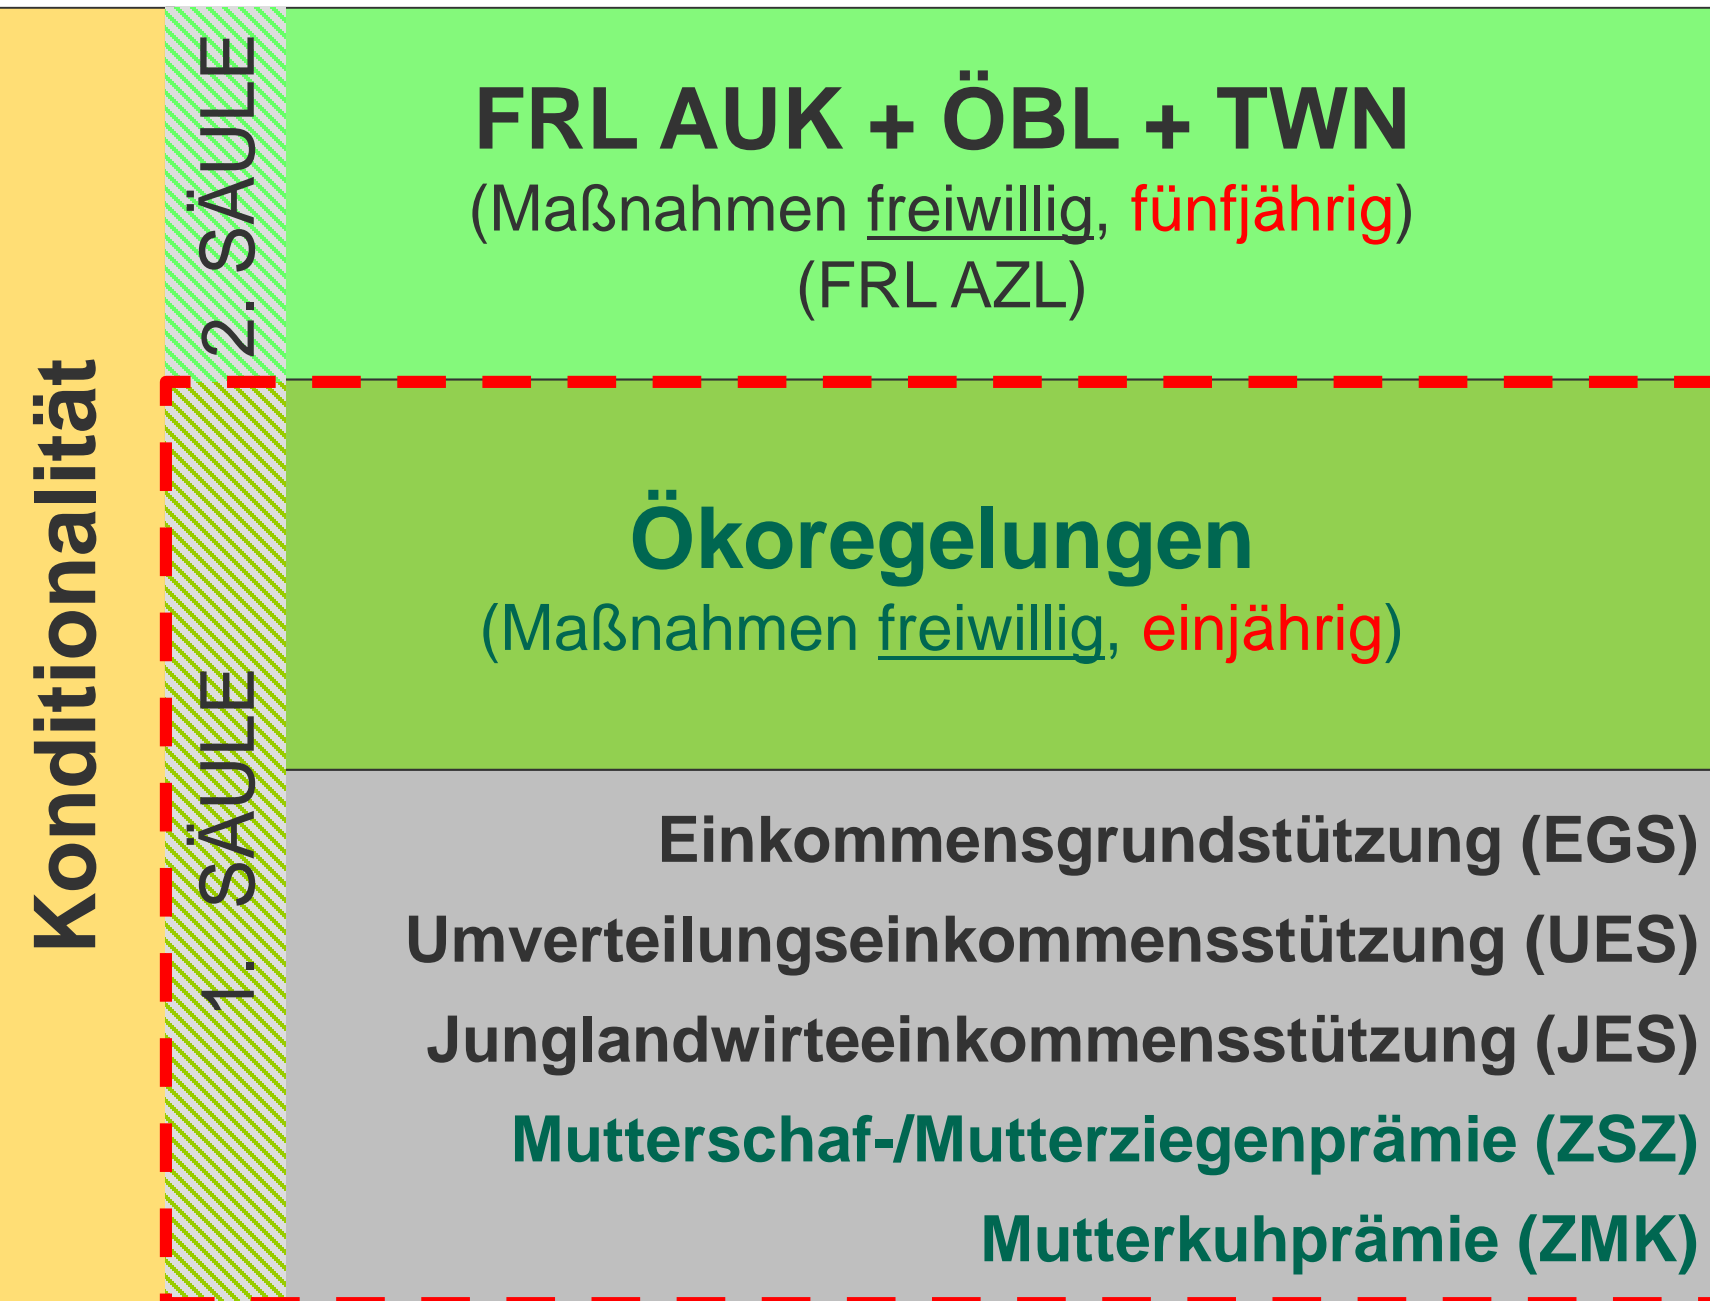 Konditionalität
2. SÄULE
FRL AUK + ÖBL + TWN
(Maßnahmen freiwillig, fünfjährig)
(FRL AZL)
1. SÄULE
Ökoregelungen
(Maßnahmen freiwillig, einjährig)
Einkommensgrundstützung (EGS)
Umverteilungseinkommensstützung (UES)
Junglandwirteeinkommensstützung (JES)
Mutterschaf-/Mutterziegenprämie (ZSZ)
Mutterkuhprämie (ZMK)